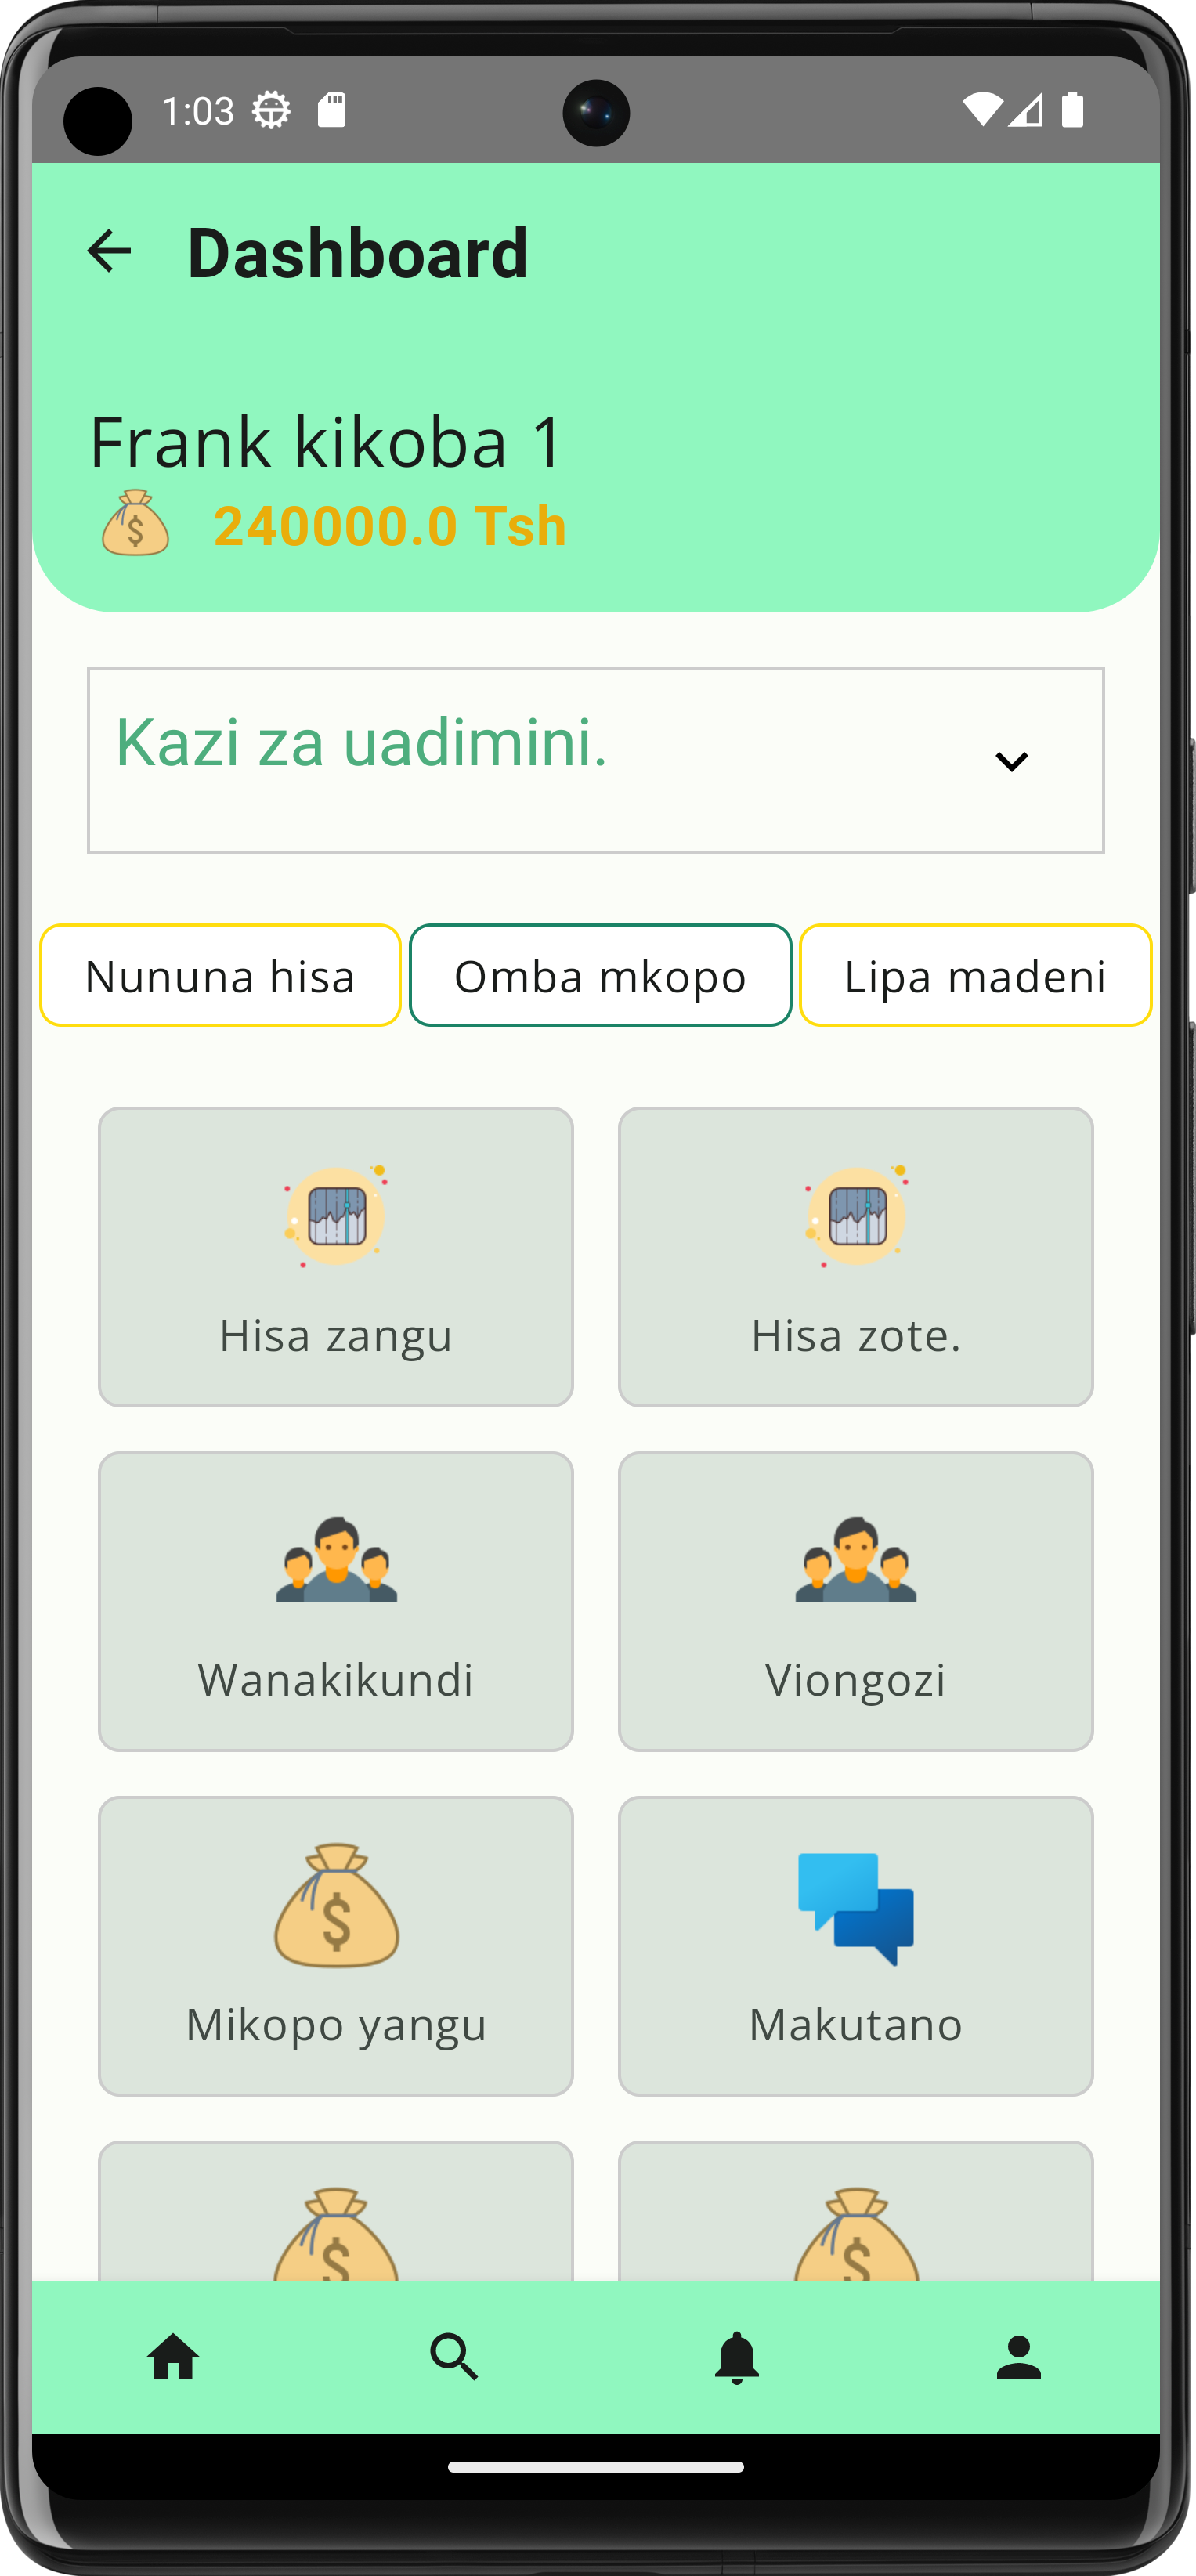 1:03
Dashboard
Frank kikoba 1
$ 240000.0 Tsh
Kazi za uadimini.
Nununa hisa Omba mkopo Lipa madeni
Hisa zangu Hisa zote.
Wanakikundi Viongozi
$
Mikopo yangu Makutano
$ $